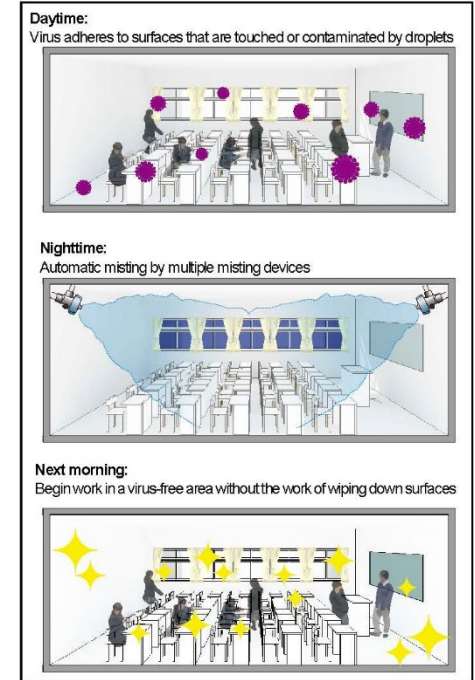 Daytime:
Virus adheres to surfaces that are touched or contaminated by droplets
Nighttime:
Automatic misting by multiple misting devices
Next morning:
Begin work in a virus-free area without the work of wiping down surfaces